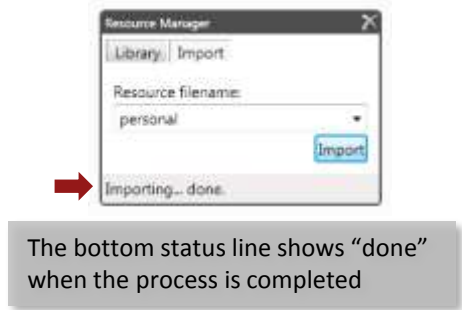 Resource Manager
Library Import
Resource filename:
personal
Import
Importing... done.
The bottom status line shows “done”
when the process is completed